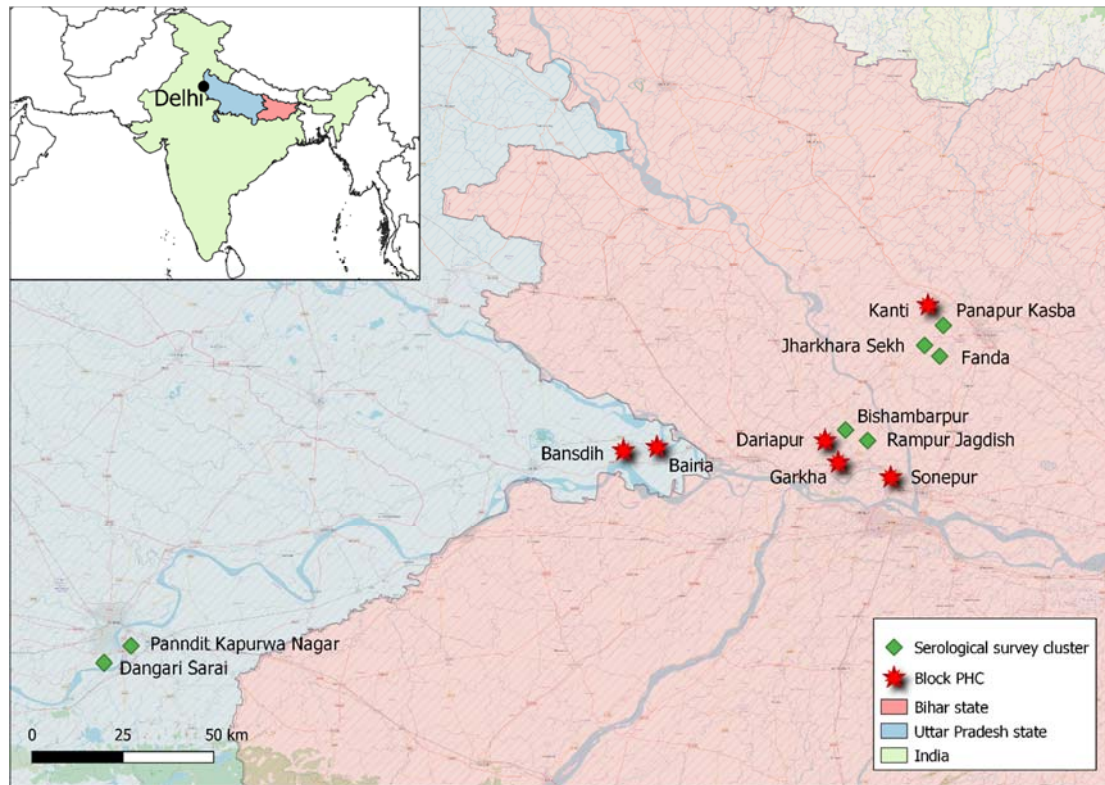 Delhi
Kanti
Panapur Kasba
Jharkhara Sekh
Fanda
Bishambarpur
Dariapur
Rampur Jagdish
Bansdih
Bairia
Garkha
Sonepur
Panndit Kapurwa Nagar
Dangari Sarai
Serological survey cluster
Block PHC
Bihar state
Uttar Pradesh state
India
0 25 50 km